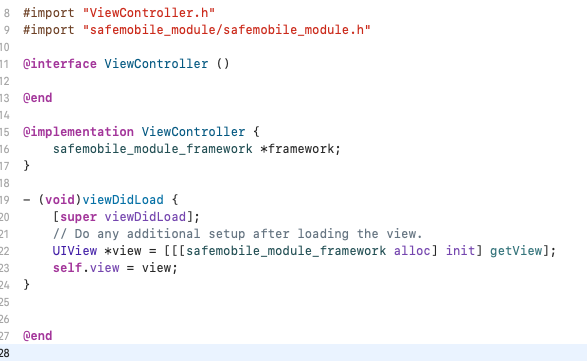 8 #import "ViewController.h"
9 #import "safemobile_module/safemobile_module.h"
10
11 @interface ViewController ()
12
13 @end
14
15 @implementation ViewController {
16     safemobile_module_framework *framework;
17 }
18
19 - (void)viewDidLoad {
20     [super viewDidLoad];
21     // Do any additional setup after loading the view.
22     UIView *view = [[[safemobile_module_framework alloc] init] getView];
23     self.view = view;
24 }
25
26
27 @end
28